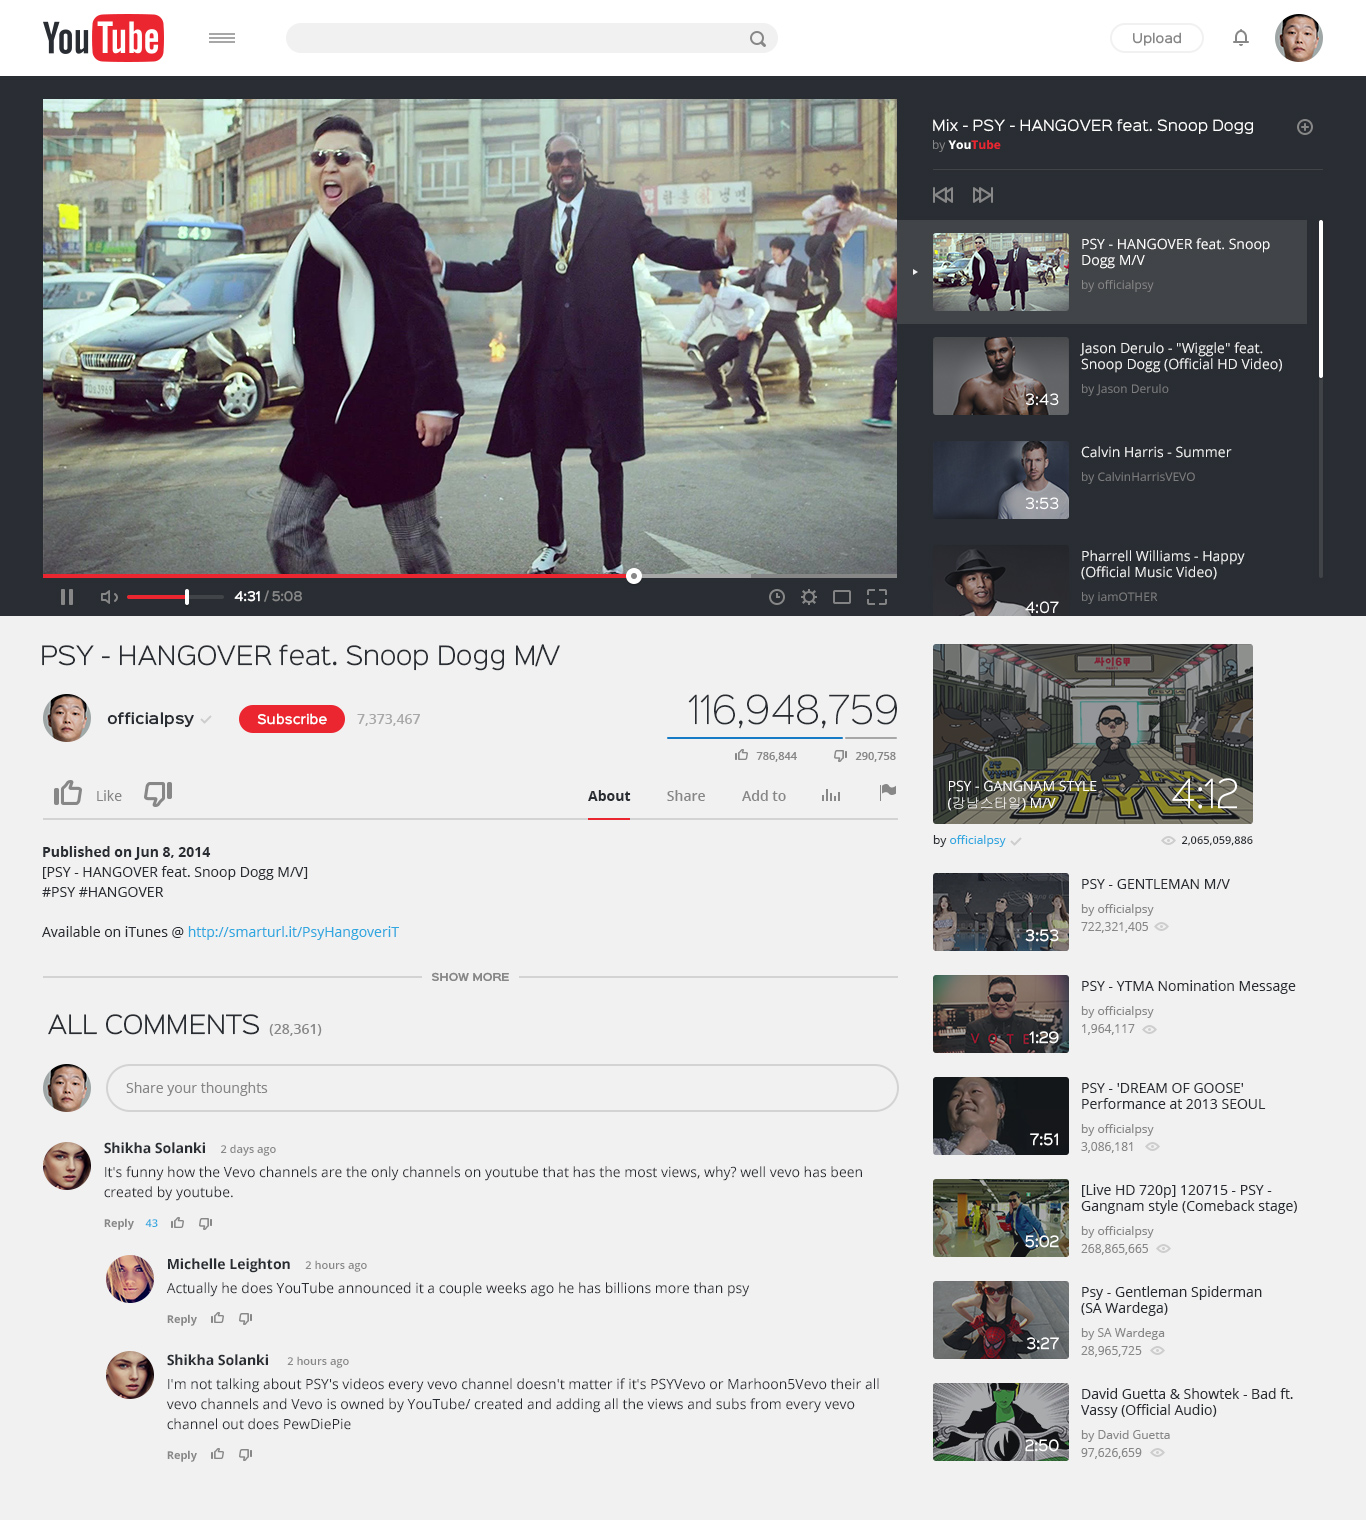 YouTube
Upload
849
Mix - PSY - HANGOVER feat. Snoop Dogg
by YouTube
PSY - HANGOVER feat. Snoop
Dogg M/V
by officialpsy
Jason Derulo - "Wiggle" feat.
Snoop Dogg (Official HD Video)
by Jason Derulo
3:43
Calvin Harris - Summer
by CalvinHarrisVEVO
3:53
Pharrell Williams - Happy
(Official Music Video)
by iamOTHER
4:07
4:31 / 5:08
PSY - HANGOVER feat. Snoop Dogg M/V
officialpsy
Subscribe
7,373,467
116,948,759
786,844
290,758
Like
About
Share
Add to
Published on Jun 8, 2014
[PSY - HANGOVER feat. Snoop Dogg M/V]
#PSY #HANGOVER
Available on iTunes @ http://smarturl.it/PsyHangoveriT
SHOW MORE
ALL COMMENTS (28,361)
Share your thounghts
Shikha Solanki 2 days ago
It's funny how the Vevo channels are the only channels on youtube that has the most views, why? well vevo has been
created by youtube.
Reply 43
Michelle Leighton 2 hours ago
Actually he does YouTube announced it a couple weeks ago he has billions more than psy
Reply
Shikha Solanki 2 hours ago
I'm not talking about PSY's videos every vevo channel doesn't matter if it's PSYVevo or Marhoon5Vevo their all
vevo channels and Vevo is owned by YouTube/ created and adding all the views and subs from every vevo
channel out does PewDiePie
Reply
싸이6甲
GANGNAM
STYLE
PSY - GANGNAM STYLE
(강남스타일) M/V
4:12
by officialpsy
2,065,059,886
PSY - GENTLEMAN M/V
by officialpsy
722,321,405
3:53
PSY - YTMA Nomination Message
by officialpsy
1,964,117
VOTE
1:29
PSY - 'DREAM OF GOOSE'
Performance at 2013 SEOUL
by officialpsy
3,086,181
7:51
[Live HD 720p] 120715 - PSY -
Gangnam style (Comeback stage)
by officialpsy
268,865,665
5:02
Psy - Gentleman Spiderman
(SA Wardega)
by SA Wardega
28,965,725
3:27
David Guetta & Showtek - Bad ft.
Vassy (Official Audio)
by David Guetta
97,626,659
2:50